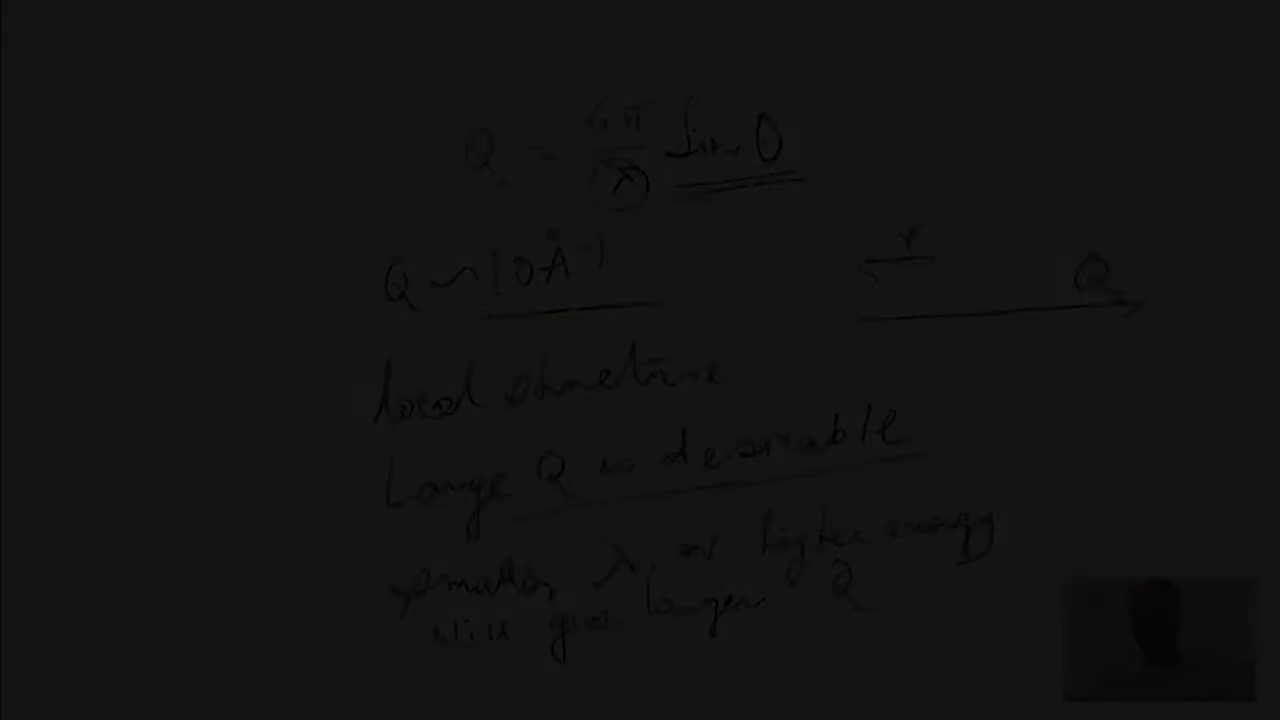 Q = 4π/λ Sin θ
Q ~ 10 Å⁻¹
r
Q
local structure
Large Q is desirable
smaller λ, or higher energy
will give larger Q